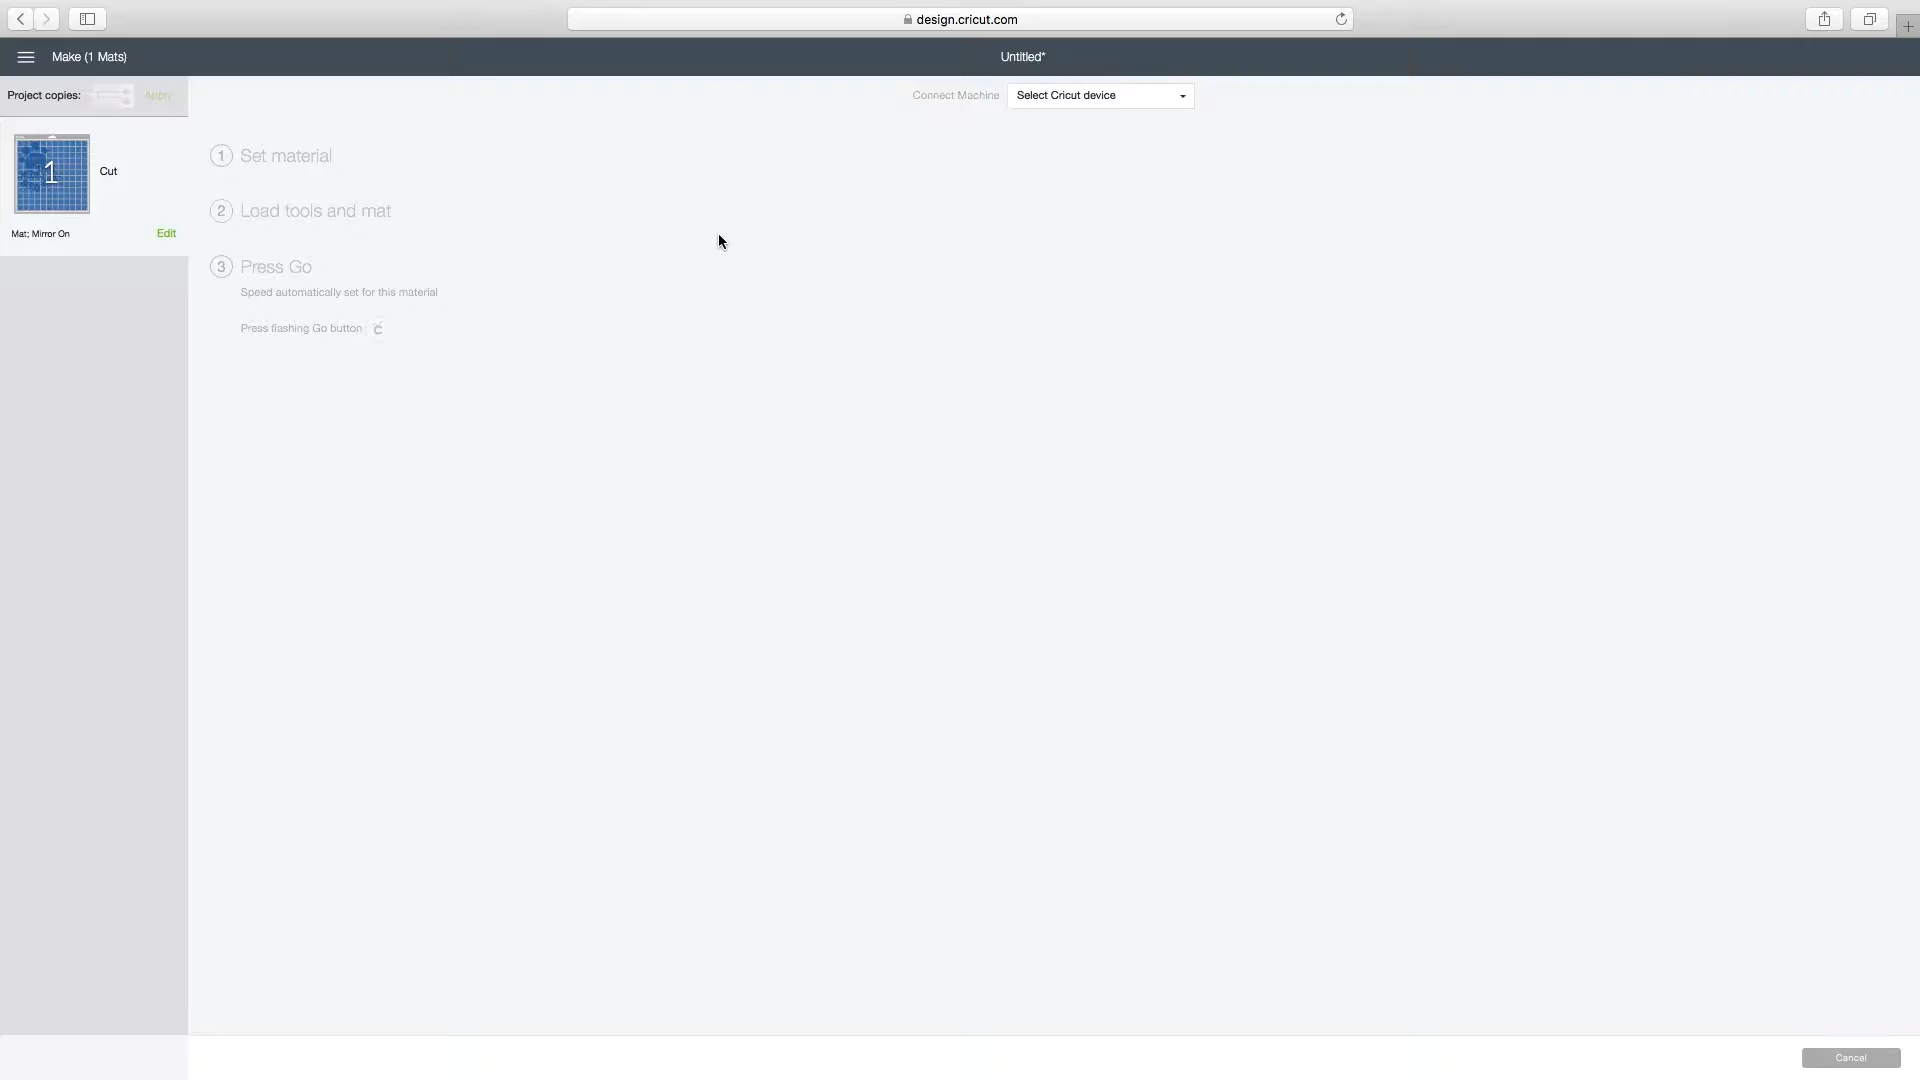 design.cricut.com
Make (1 Mats)
Untitled*
Project copies:
Apply
Connect Machine
Select Cricut device
1
Cut
Mat; Mirror On
Edit
1 Set material
2 Load tools and mat
3 Press Go
Speed automatically set for this material
Press flashing Go button
Cancel